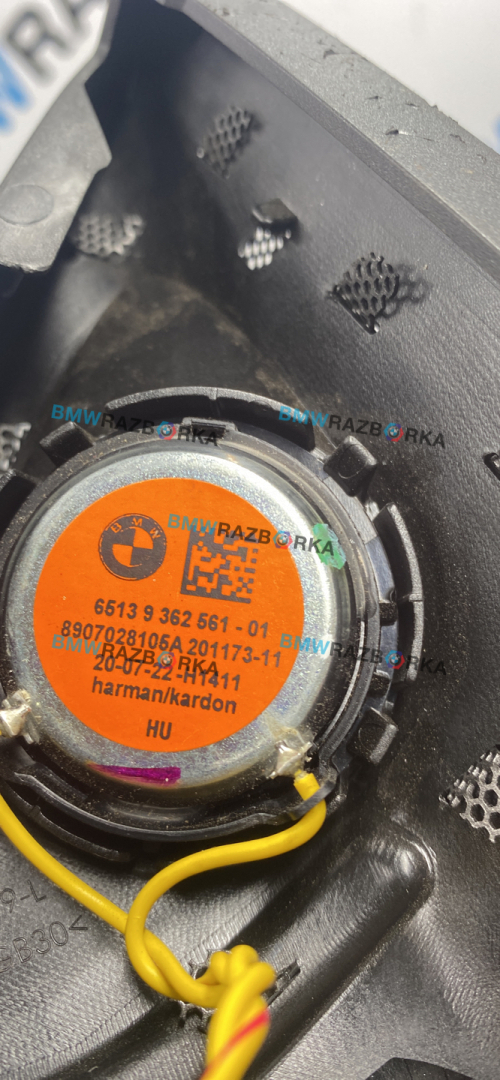 BMWRAZBORKA
BMWRAZBORKA
BMWRAZBORKA
BMW
6513 9 362 561 - 01
8907028105A 201173-11
BMWRAZBORKA
BMWRAZBORKA
20-07-22-H1411
harman/kardon
HU
9-L